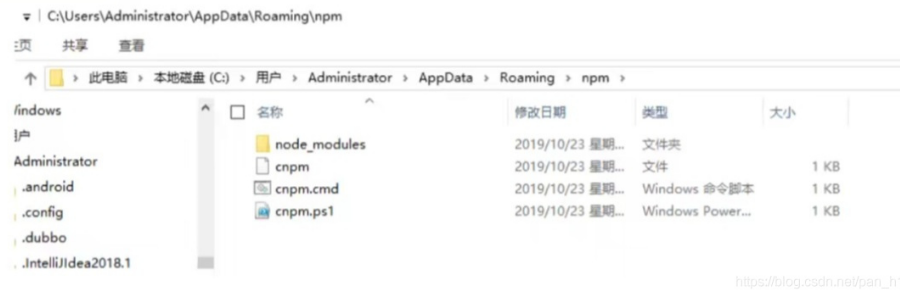 C:\Users\Administrator\AppData\Roaming\npm
主页 共享 查看
此电脑 > 本地磁盘 (C:) > 用户 > Administrator > AppData > Roaming > npm >
Windows
用户
Administrator
.android
.config
.dubbo
.IntelliJIdea2018.1
名称 修改日期 类型 大小
node_modules 2019/10/23 星期... 文件夹
cnpm 2019/10/23 星期... 文件 1 KB
cnpm.cmd 2019/10/23 星期... Windows 命令脚本 1 KB
cnpm.ps1 2019/10/23 星期... Windows Power... 1 KB
https://blog.csdn.net/pan_h